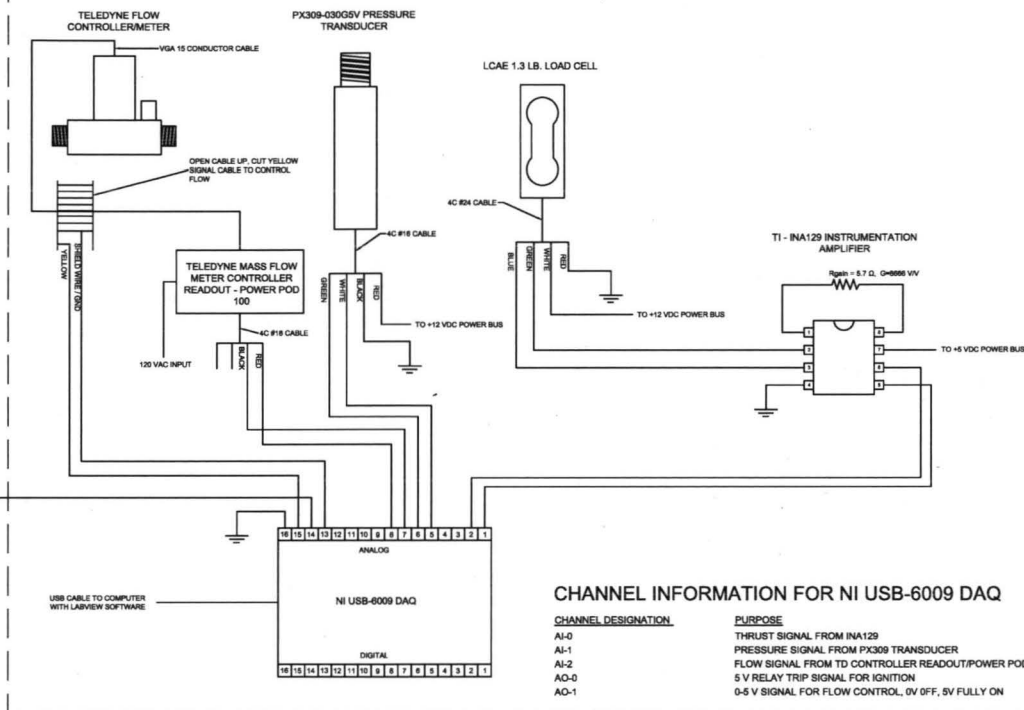 TELEDYNE FLOW
CONTROLLER/METER
VGA 15 CONDUCTOR CABLE
PX309-030G5V PRESSURE
TRANSDUCER
LCAE 1.3 LB. LOAD CELL
OPEN CABLE UP, CUT YELLOW
SIGNAL CABLE TO CONTROL
FLOW
4C #24 CABLE
4C #16 CABLE
YELLOW
SHIELD WIRE / GND
TELEDYNE MASS FLOW
METER CONTROLLER
READOUT - POWER POD
100
4C #18 CABLE
120 VAC INPUT
BLACK
RED
GREEN
WHITE
BLACK
RED
TO +12 VDC POWER BUS
BLUE
GREEN
WHITE
RED
TO +12 VDC POWER BUS
TI - INA129 INSTRUMENTATION
AMPLIFIER
Rgain = 5.7 Ω, G=8666 V/V
1
2
3
4
8
7
6
5
TO +5 VDC POWER BUS
16 15 14 13 12 11 10 9 8 7 6 5 4 3 2 1
ANALOG
NI USB-6009 DAQ
DIGITAL
16 15 14 13 12 11 10 9 8 7 6 5 4 3 2 1
USB CABLE TO COMPUTER
WITH LABVIEW SOFTWARE
CHANNEL INFORMATION FOR NI USB-6009 DAQ
CHANNEL DESIGNATION PURPOSE
AI-0 THRUST SIGNAL FROM INA129
AI-1 PRESSURE SIGNAL FROM PX309 TRANSDUCER
AI-2 FLOW SIGNAL FROM TD CONTROLLER READOUT/POWER POD
AO-0 5 V RELAY TRIP SIGNAL FOR IGNITION
AO-1 0-5 V SIGNAL FOR FLOW CONTROL, 0V 0FF, 5V FULLY ON